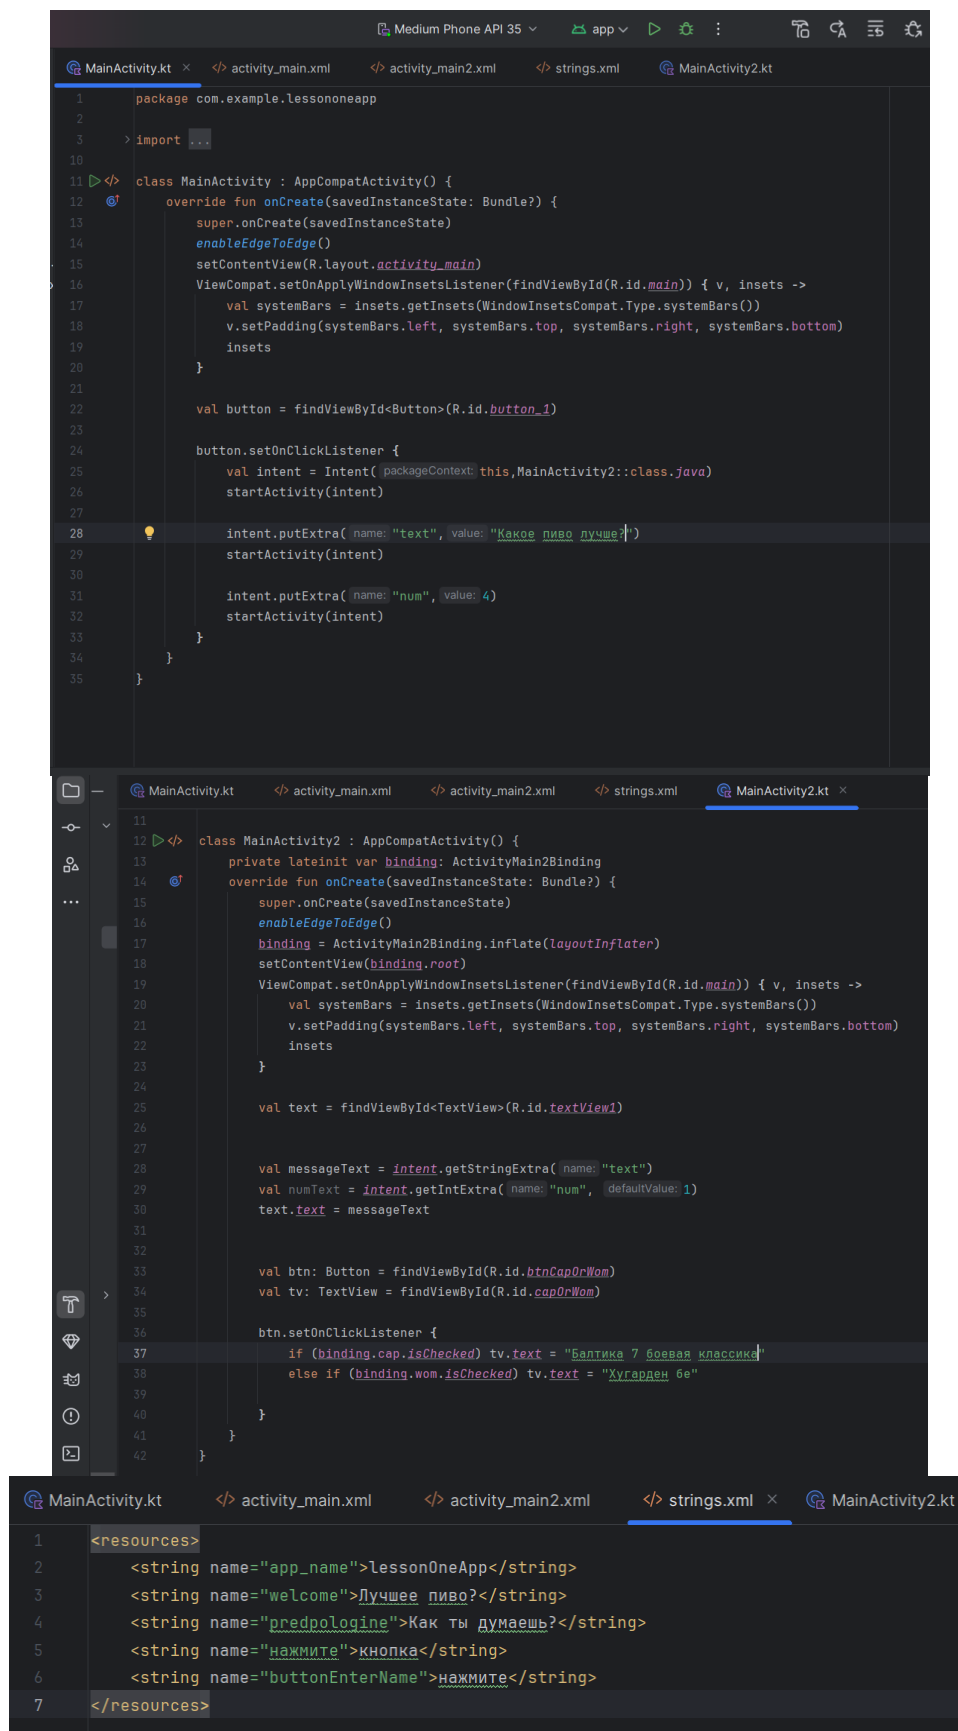 Medium Phone API 35 app
MainActivity.kt activity_main.xml activity_main2.xml strings.xml MainActivity2.kt
1 package com.example.lessononeapp
2
3 import ...
10
11 class MainActivity : AppCompatActivity() {
12 override fun onCreate(savedInstanceState: Bundle?) {
13 super.onCreate(savedInstanceState)
14 enableEdgeToEdge()
15 setContentView(R.layout.activity_main)
16 ViewCompat.setOnApplyWindowInsetsListener(findViewById(R.id.main)) { v, insets ->
17 val systemBars = insets.getInsets(WindowInsetsCompat.Type.systemBars())
18 v.setPadding(systemBars.left, systemBars.top, systemBars.right, systemBars.bottom)
19 insets
20 }
21
22 val button = findViewById<Button>(R.id.button_1)
23
24 button.setOnClickListener {
25 val intent = Intent( packageContext: this,MainActivity2::class.java)
26 startActivity(intent)
27
28 intent.putExtra( name: "text", value: "Какое пиво лучше?")
29 startActivity(intent)
30
31 intent.putExtra( name: "num", value: 4)
32 startActivity(intent)
33 }
34 }
35 }
MainActivity.kt activity_main.xml activity_main2.xml strings.xml MainActivity2.kt
11
12 class MainActivity2 : AppCompatActivity() {
13 private lateinit var binding: ActivityMain2Binding
14 override fun onCreate(savedInstanceState: Bundle?) {
15 super.onCreate(savedInstanceState)
16 enableEdgeToEdge()
17 binding = ActivityMain2Binding.inflate(layoutInflater)
18 setContentView(binding.root)
19 ViewCompat.setOnApplyWindowInsetsListener(findViewById(R.id.main)) { v, insets ->
20 val systemBars = insets.getInsets(WindowInsetsCompat.Type.systemBars())
21 v.setPadding(systemBars.left, systemBars.top, systemBars.right, systemBars.bottom)
22 insets
23 }
24
25 val text = findViewById<TextView>(R.id.textView1)
26
27
28 val messageText = intent.getStringExtra( name: "text")
29 val numText = intent.getIntExtra( name: "num", defaultValue: 1)
30 text.text = messageText
31
32
33 val btn: Button = findViewById(R.id.btnCapOrWom)
34 val tv: TextView = findViewById(R.id.capOrWom)
35
36 btn.setOnClickListener {
37 if (binding.cap.isChecked) tv.text = "Балтика 7 боевая классика"
38 else if (binding.wom.isChecked) tv.text = "Хугарден бе"
39
40 }
41 }
42 }
MainActivity.kt activity_main.xml activity_main2.xml strings.xml MainActivity2.kt
1 <resources>
2 <string name="app_name">lessonOneApp</string>
3 <string name="welcome">Лучшее пиво?</string>
4 <string name="predpologine">Как ты думаешь?</string>
5 <string name="нажмите">кнопка</string>
6 <string name="buttonEnterName">нажмите</string>
7 </resources>